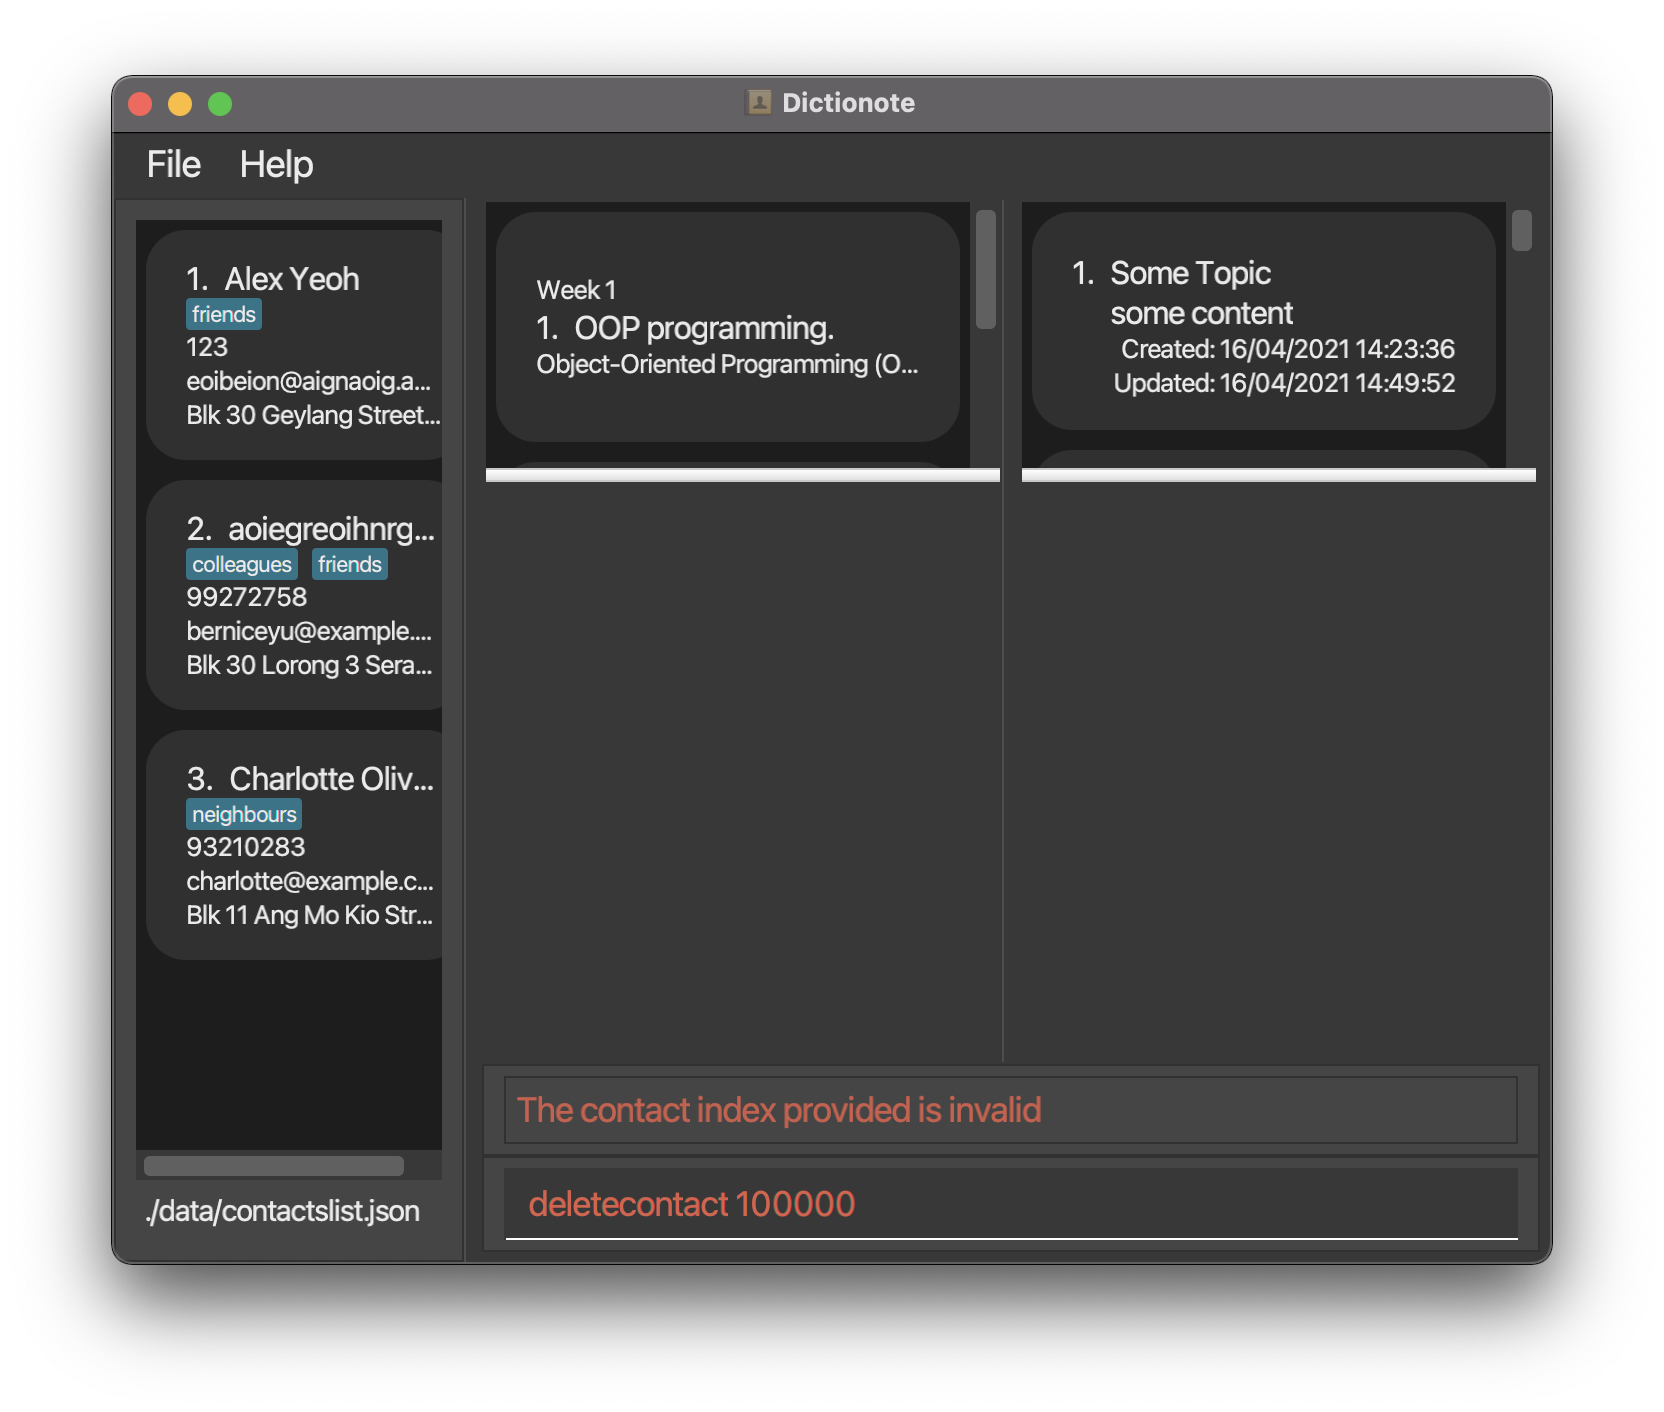 Dictionote
File Help
1. Alex Yeoh
friends
123
eoibeion@aignaoig.a...
Blk 30 Geylang Street...
2. aoiegreoihnrg...
colleagues friends
99272758
berniceyu@example....
Blk 30 Lorong 3 Sera...
3. Charlotte Oliv...
neighbours
93210283
charlotte@example.c...
Blk 11 Ang Mo Kio Str...
./data/contactslist.json
Week 1
1. OOP programming.
Object-Oriented Programming (O...
1. Some Topic
some content
Created: 16/04/2021 14:23:36
Updated: 16/04/2021 14:49:52
The contact index provided is invalid
deletecontact 100000